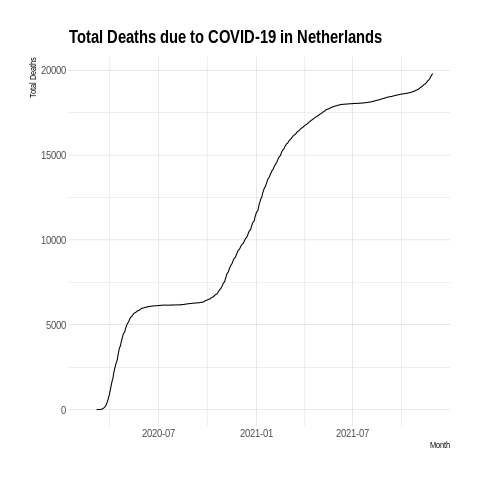 Total Deaths due to COVID-19 in Netherlands
Total Deaths
20000
15000
10000
5000
0
2020-07 2021-01 2021-07
Month